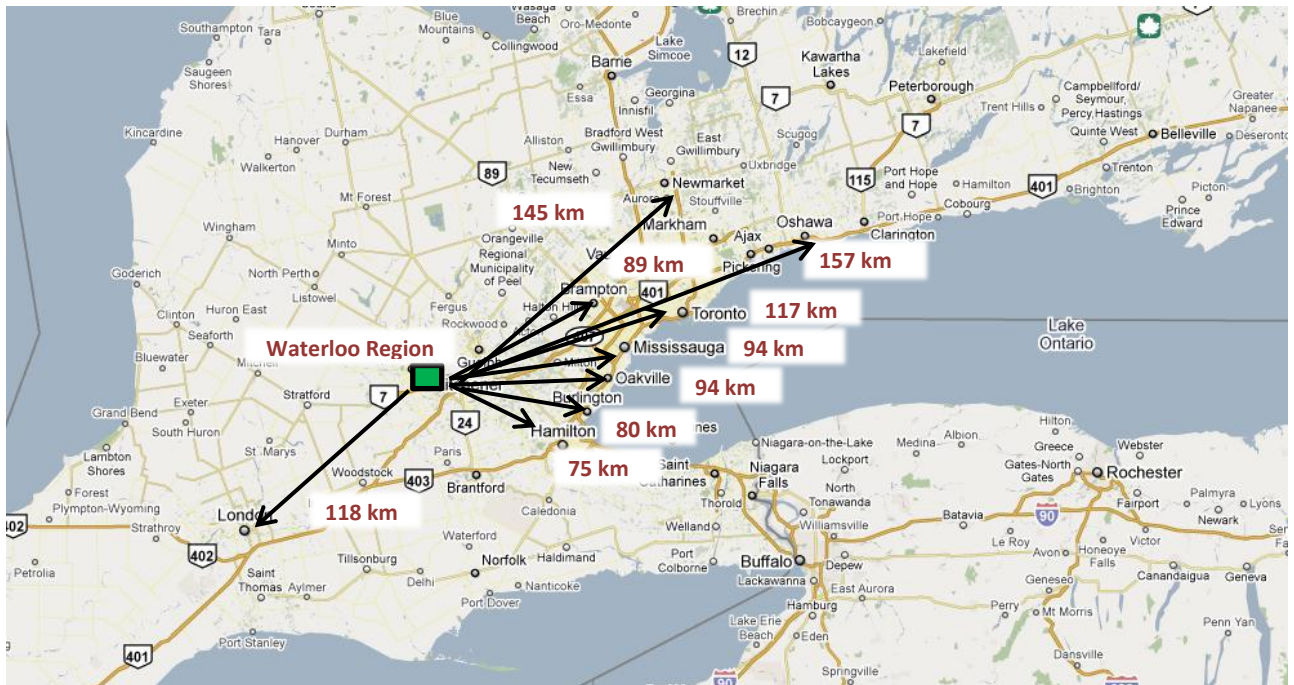 Southampton
Tara
Blue
Mountains
Wasaga
Beach
Collingwood
Oro-Medonte
Lake
Simcoe
Brechin
Bobcaygeon
Lakefield
Saugeen
Shores
Barrie
12
Kawartha
Lakes
Peterborough
Campbellford/
Seymour,
Percy,Hastings
Greater
Napanee
Essa
Innisfil
Georgina
7
Trent Hills
Kincardine
Hanover
Durham
Alliston
Bradford West
Gwillimbury
East
Gwillimbury
Scugog
7
Quinte West
Belleville
Deseronto
Walkerton
89
New
Tecumseth
Uxbridge
Trenton
Mt Forest
Newmarket
Aurora
Stouffville
115
Port Hope
and Hope
Hamilton
401
Brighton
Picton
145 km
Markham
Oshawa
Port Hope
Cobourg
Prince
Edward
Wingham
Orangeville
Ajax
Clarington
Minto
Regional
Municipality
of Peel
89 km
Pickering
157 km
Goderich
North Perth
Listowel
Brampton
401
Huron East
Clinton
Fergus
Halton Hills
Toronto
117 km
Seaforth
Rockwood
Acton
Lake
Ontario
Waterloo Region
Mississauga
94 km
Bluewater
Mitchell
Milton
Oakville
94 km
Stratford
7
Grand Bend
Exeter
South Huron
24
Burlington
80 km
Hamilton
Niagara-on-the-Lake
Medina
Albion
Hilton
Greece
Webster
Lambton
Shores
St Marys
Paris
75 km
Saint
Catharines
Niagara
Falls
Lockport
Gates-North
Gates
Rochester
Woodstock
403
Brantford
Forest
Plympton-Wyoming
Thorold
North
Tonawanda
Fairport
Palmyra
Lyons
118 km
Caledonia
90
Newark
402
Strathroy
London
Welland
Williamsville
Batavia
Le Roy
Victor
402
Tillsonburg
Waterford
Haldimand
Avon
Honeoye
Falls
Petrolia
Norfolk
Port
Colborne
Buffalo
Depew
Canandaigua
Geneva
Saint
Thomas
Aylmer
Delhi
Nanticoke
Lackawanna
East Aurora
Geneseo
Port Dover
Hamburg
Perry
Mt Morris
Port Stanley
Lake Erie
Beach
Eden
Penn Yan
401
Dansville
90
Springville